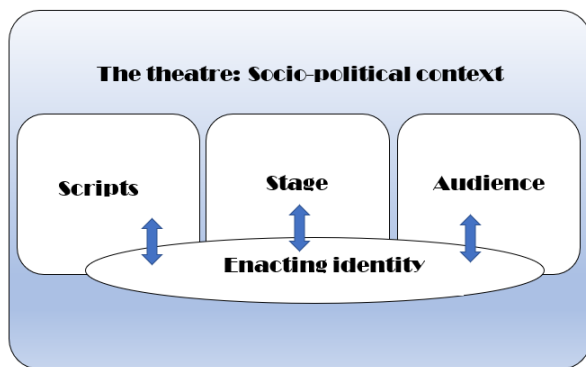 The theatre: Socio-political context
Scripts
Stage
Audience
Enacting identity